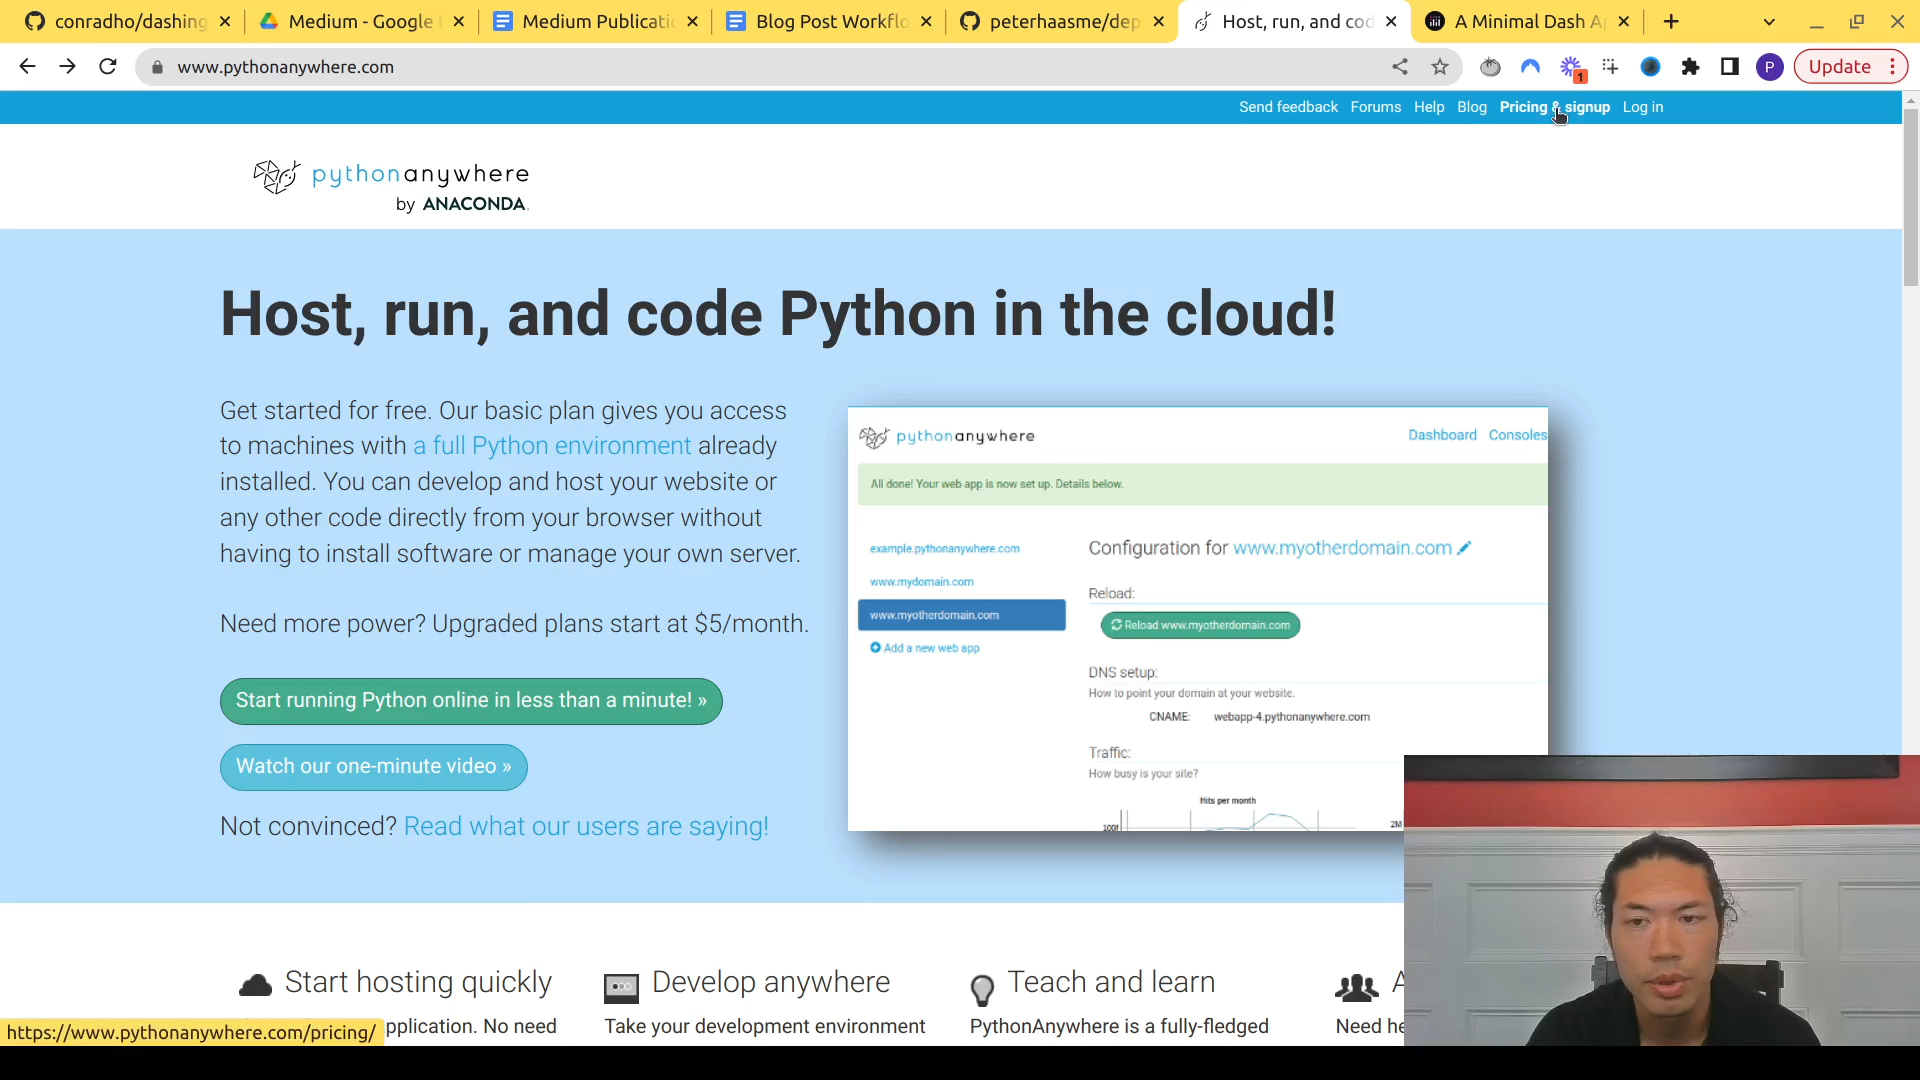 conradho/dashing
Medium - Google
Medium Publicati
Blog Post Workflo
peterhaasme/dep
Host, run, and cod
A Minimal Dash A
www.pythonanywhere.com
1
P
Update
Send feedback Forums Help Blog Pricing & signup Log in
pythonanywhere
by ANACONDA
Host, run, and code Python in the cloud!
Get started for free. Our basic plan gives you access
to machines with a full Python environment already
installed. You can develop and host your website or
any other code directly from your browser without
having to install software or manage your own server.
Need more power? Upgraded plans start at $5/month.
Start running Python online in less than a minute! »
Watch our one-minute video »
Not convinced? Read what our users are saying!
pythonanywhere
Dashboard Consoles
All done! Your web app is now set up. Details below.
example.pythonanywhere.com
www.mydomain.com
www.myotherdomain.com
Add a new web app
Configuration for www.myotherdomain.com
Reload:
Reload www.myotherdomain.com
DNS setup:
How to point your domain at your website.
CNAME: webapp-4.pythonanywhere.com
Traffic:
How busy is your site?
Hits per month
2M
Start hosting quickly
pplication. No need
Develop anywhere
Take your development environment
Teach and learn
PythonAnywhere is a fully-fledged
A
Need he
https://www.pythonanywhere.com/pricing/